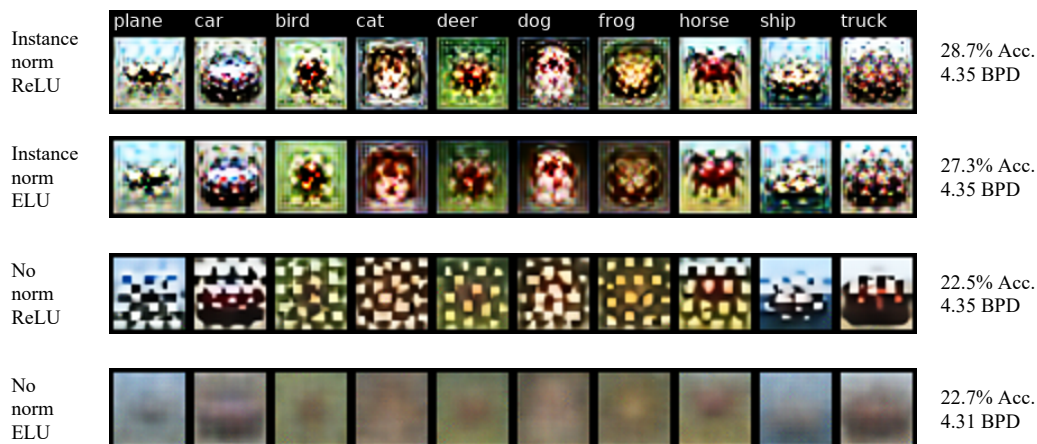 plane car bird cat deer dog frog horse ship truck
Instance
norm
ReLU
28.7% Acc.
4.35 BPD
Instance
norm
ELU
27.3% Acc.
4.35 BPD
No
norm
ReLU
22.5% Acc.
4.35 BPD
No
norm
ELU
22.7% Acc.
4.31 BPD